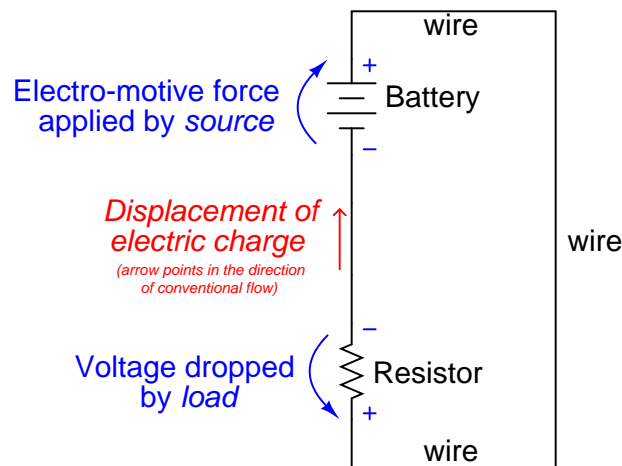 wire
+
Electro-motive force
applied by source
Battery
−
Displacement of
electric charge
(arrow points in the direction
of conventional flow)
wire
−
Voltage dropped
by load
Resistor
+
wire